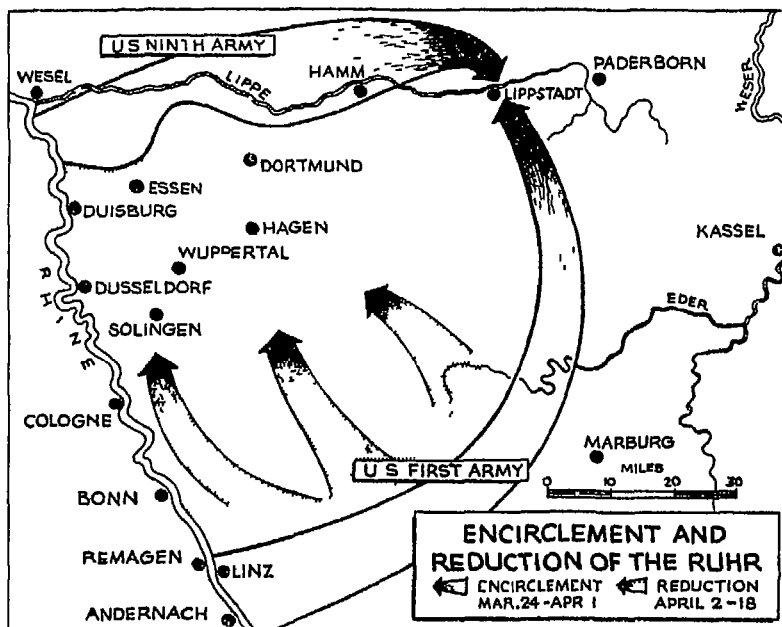 US NINTH ARMY
WESEL
LIPPE
HAMM
LIPPSTADT
PADERBORN
WESER
DORTMUND
ESSEN
DUISBURG
HAGEN
WUPPERTAL
KASSEL
DUSSELDORF
RHINE
EDER
SOLINGEN
COLOGNE
MARBURG
US FIRST ARMY
MILES
0 10 20 30
BONN
REMAGEN
LINZ
ANDERNACH
ENCIRCLEMENT AND
REDUCTION OF THE RUHR
ENCIRCLEMENT REDUCTION
MAR. 24-APR 1 APRIL 2-18